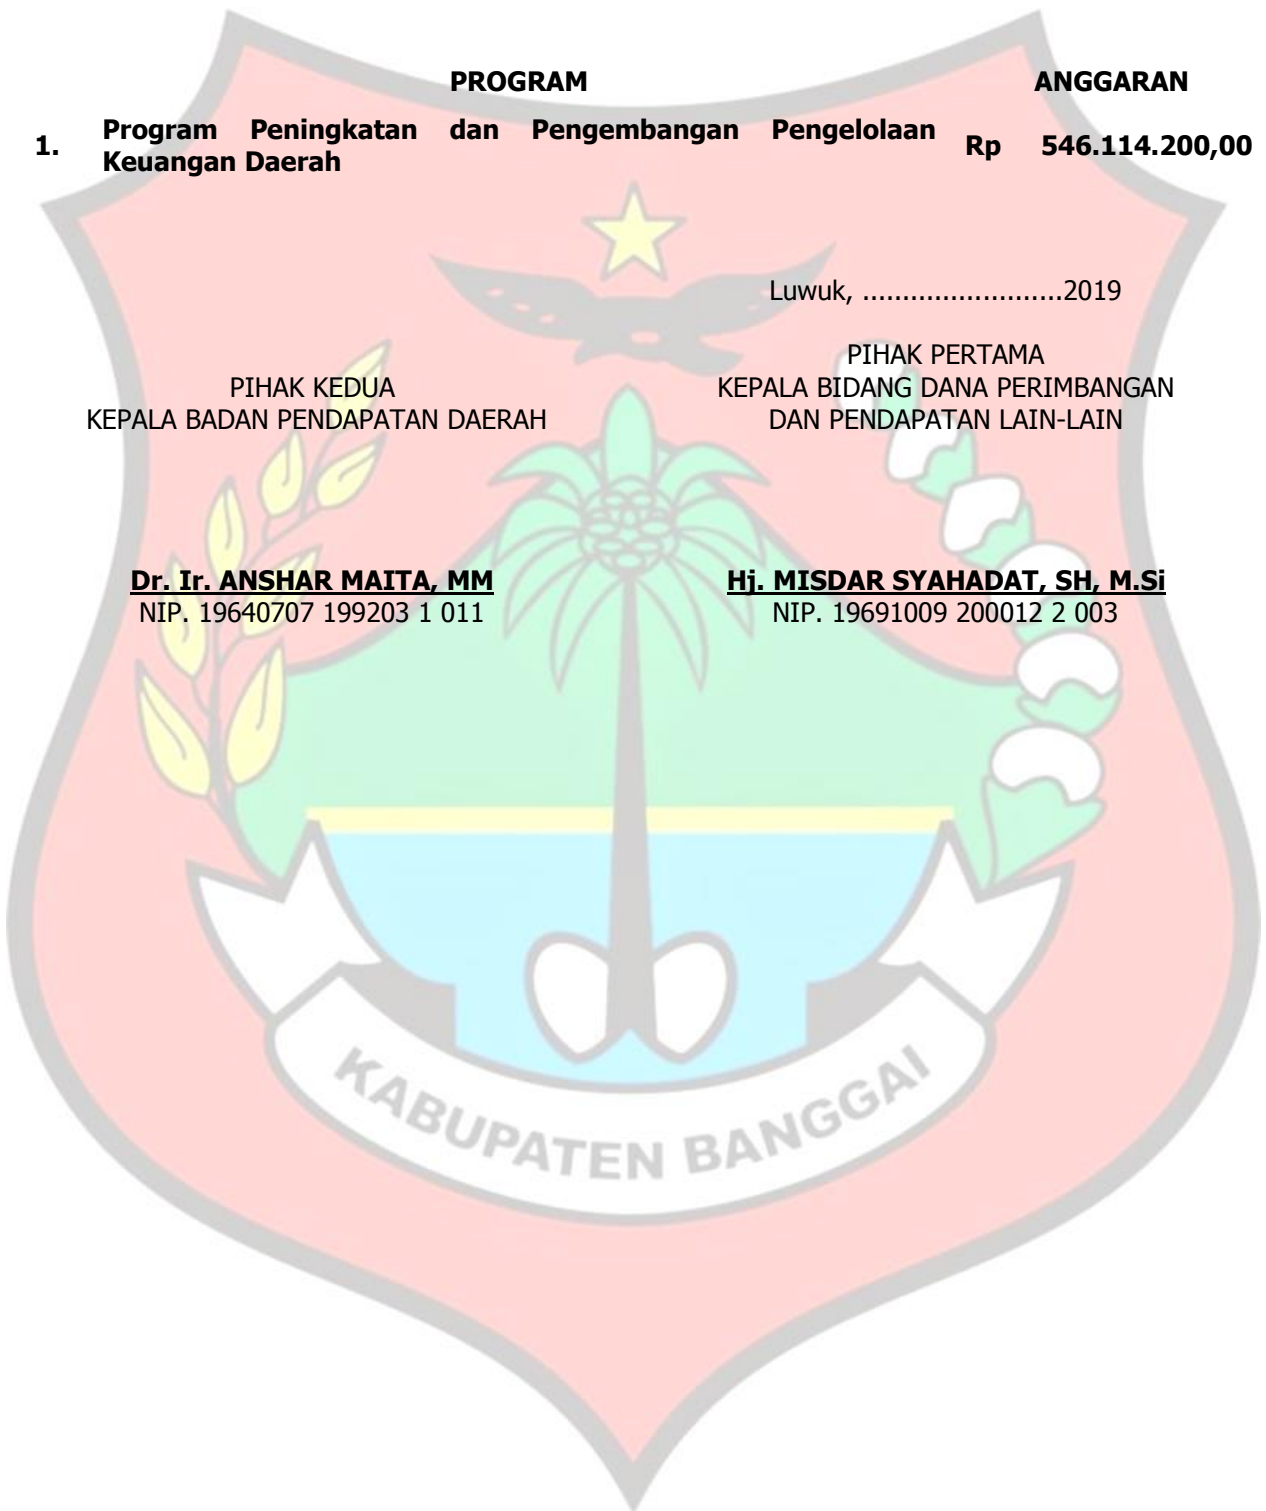 PROGRAM ANGGARAN
1. Program Peningkatan dan Pengembangan Pengelolaan Keuangan Daerah Rp 546.114.200,00
Luwuk, .........................2019
PIHAK KEDUA
KEPALA BADAN PENDAPATAN DAERAH
PIHAK PERTAMA
KEPALA BIDANG DANA PERIMBANGAN
DAN PENDAPATAN LAIN-LAIN
Dr. Ir. ANSHAR MAITA, MM
NIP. 19640707 199203 1 011
Hj. MISDAR SYAHADAT, SH, M.Si
NIP. 19691009 200012 2 003
KABUPATEN BANGGAI